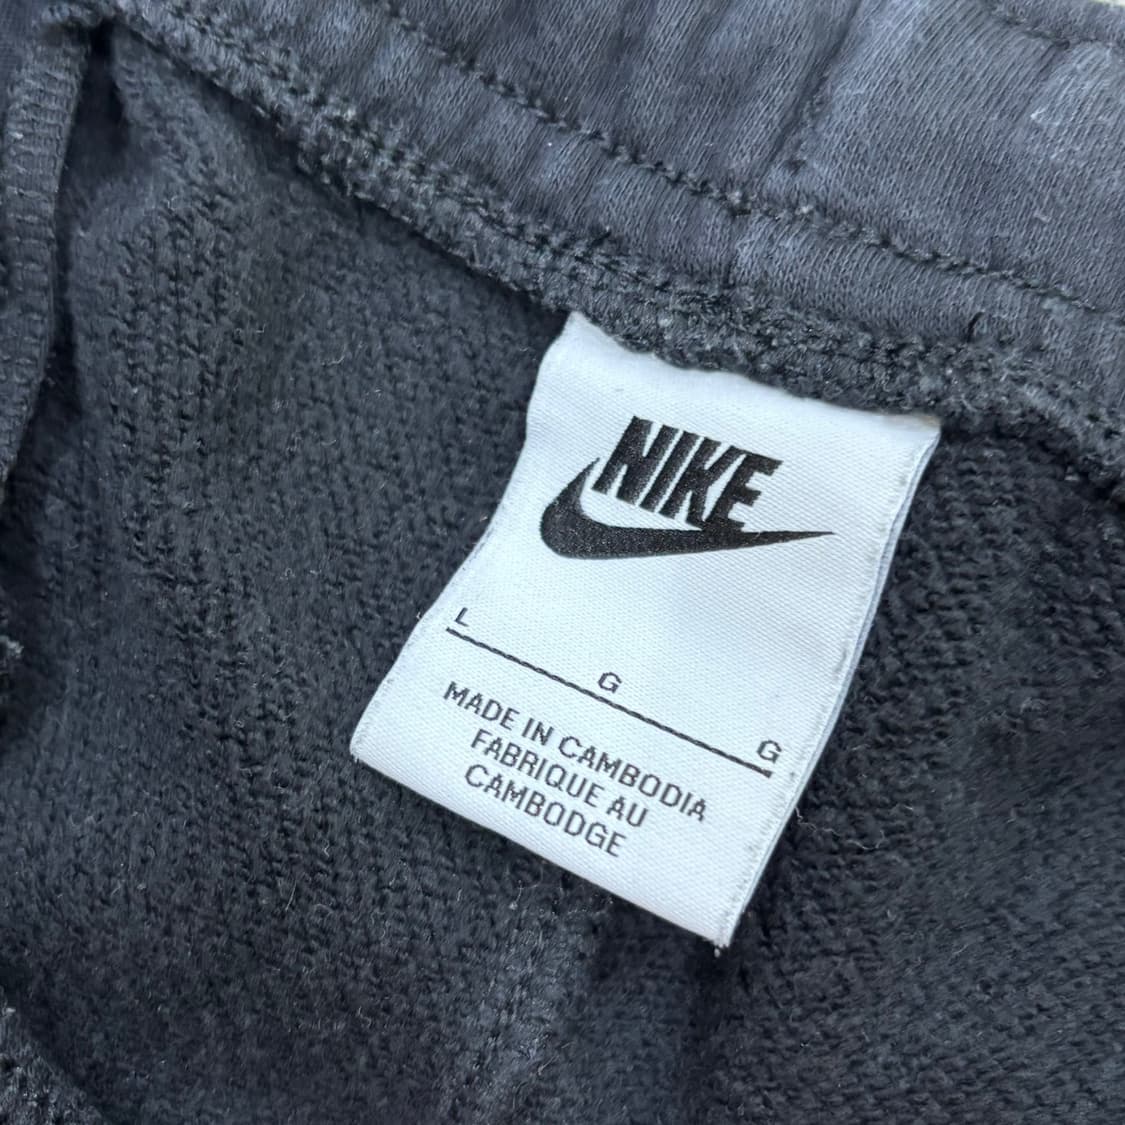 NIKE
L G G
MADE IN CAMBODIA
FABRIQUE AU
CAMBODGE